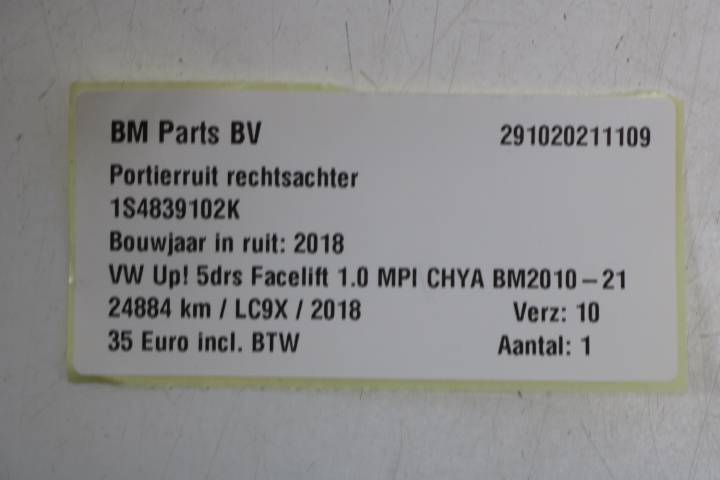 BM Parts BV 291020211109
Portierruit rechtsachter
1S4839102K
Bouwjaar in ruit: 2018
VW Up! 5drs Facelift 1.0 MPI CHYA BM2010-21
24884 km / LC9X / 2018 Verz: 10
35 Euro incl. BTW Aantal: 1